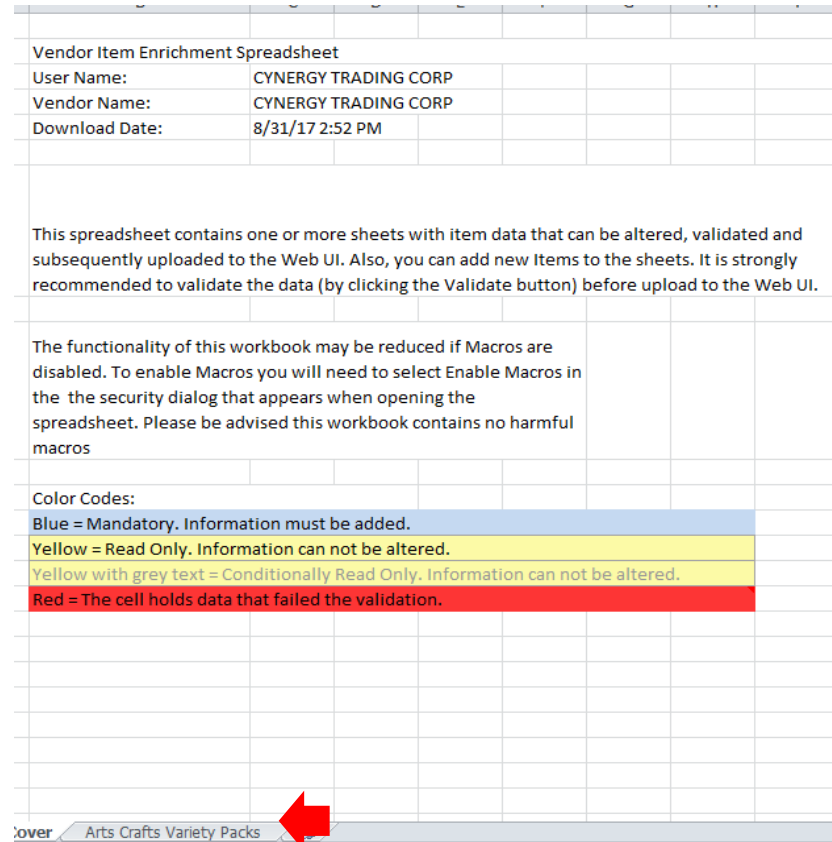 Vendor Item Enrichment Spreadsheet
User Name: CYNERGY TRADING CORP
Vendor Name: CYNERGY TRADING CORP
Download Date: 8/31/17 2:52 PM
This spreadsheet contains one or more sheets with item data that can be altered, validated and
subsequently uploaded to the Web UI. Also, you can add new Items to the sheets. It is strongly
recommended to validate the data (by clicking the Validate button) before upload to the Web UI.
The functionality of this workbook may be reduced if Macros are
disabled. To enable Macros you will need to select Enable Macros in
the the security dialog that appears when opening the
spreadsheet. Please be advised this workbook contains no harmful
macros
Color Codes:
Blue = Mandatory. Information must be added.
Yellow = Read Only. Information can not be altered.
Yellow with grey text = Conditionally Read Only. Information can not be altered.
Red = The cell holds data that failed the validation.
Cover Arts Crafts Variety Packs